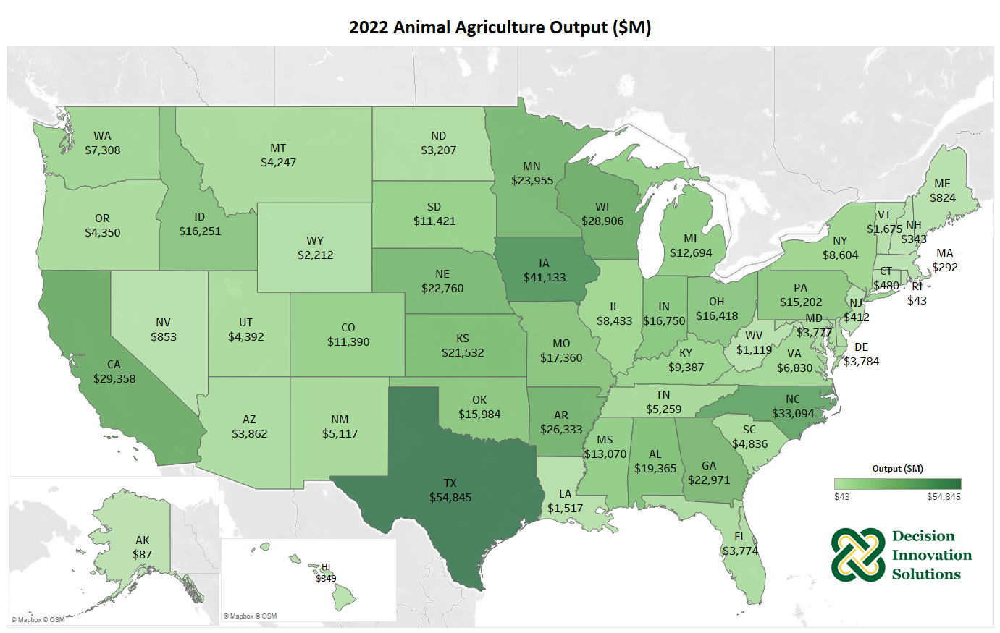 2022 Animal Agriculture Output ($M)
WA
$7,308
MT
$4,247
ND
$3,207
MN
$23,955
ME
$824
OR
$4,350
ID
$16,251
SD
$11,421
WI
$28,906
VT
$1,675
NH
$343
WY
$2,212
MI
$12,694
NY
$8,604
MA
$292
IA
$41,133
CT
$480
RI
$43
NE
$22,760
PA
$15,202
NJ
$412
NV
$853
UT
$4,392
CO
$11,390
IL
$8,433
IN
$16,750
OH
$16,418
MD
$3,777
KS
$21,532
MO
$17,360
WV
$1,119
DE
$3,784
CA
$29,358
KY
$9,387
VA
$6,830
OK
$15,984
TN
$5,259
NC
$33,094
AZ
$3,862
NM
$5,117
AR
$26,333
SC
$4,836
MS
$13,070
AL
$19,365
GA
$22,971
TX
$54,845
LA
$1,517
FL
$3,774
AK
$87
HI
$349
Output ($M)
$43
$54,845
Decision
Innovation
Solutions
© Mapbox © OSM
© Mapbox © OSM